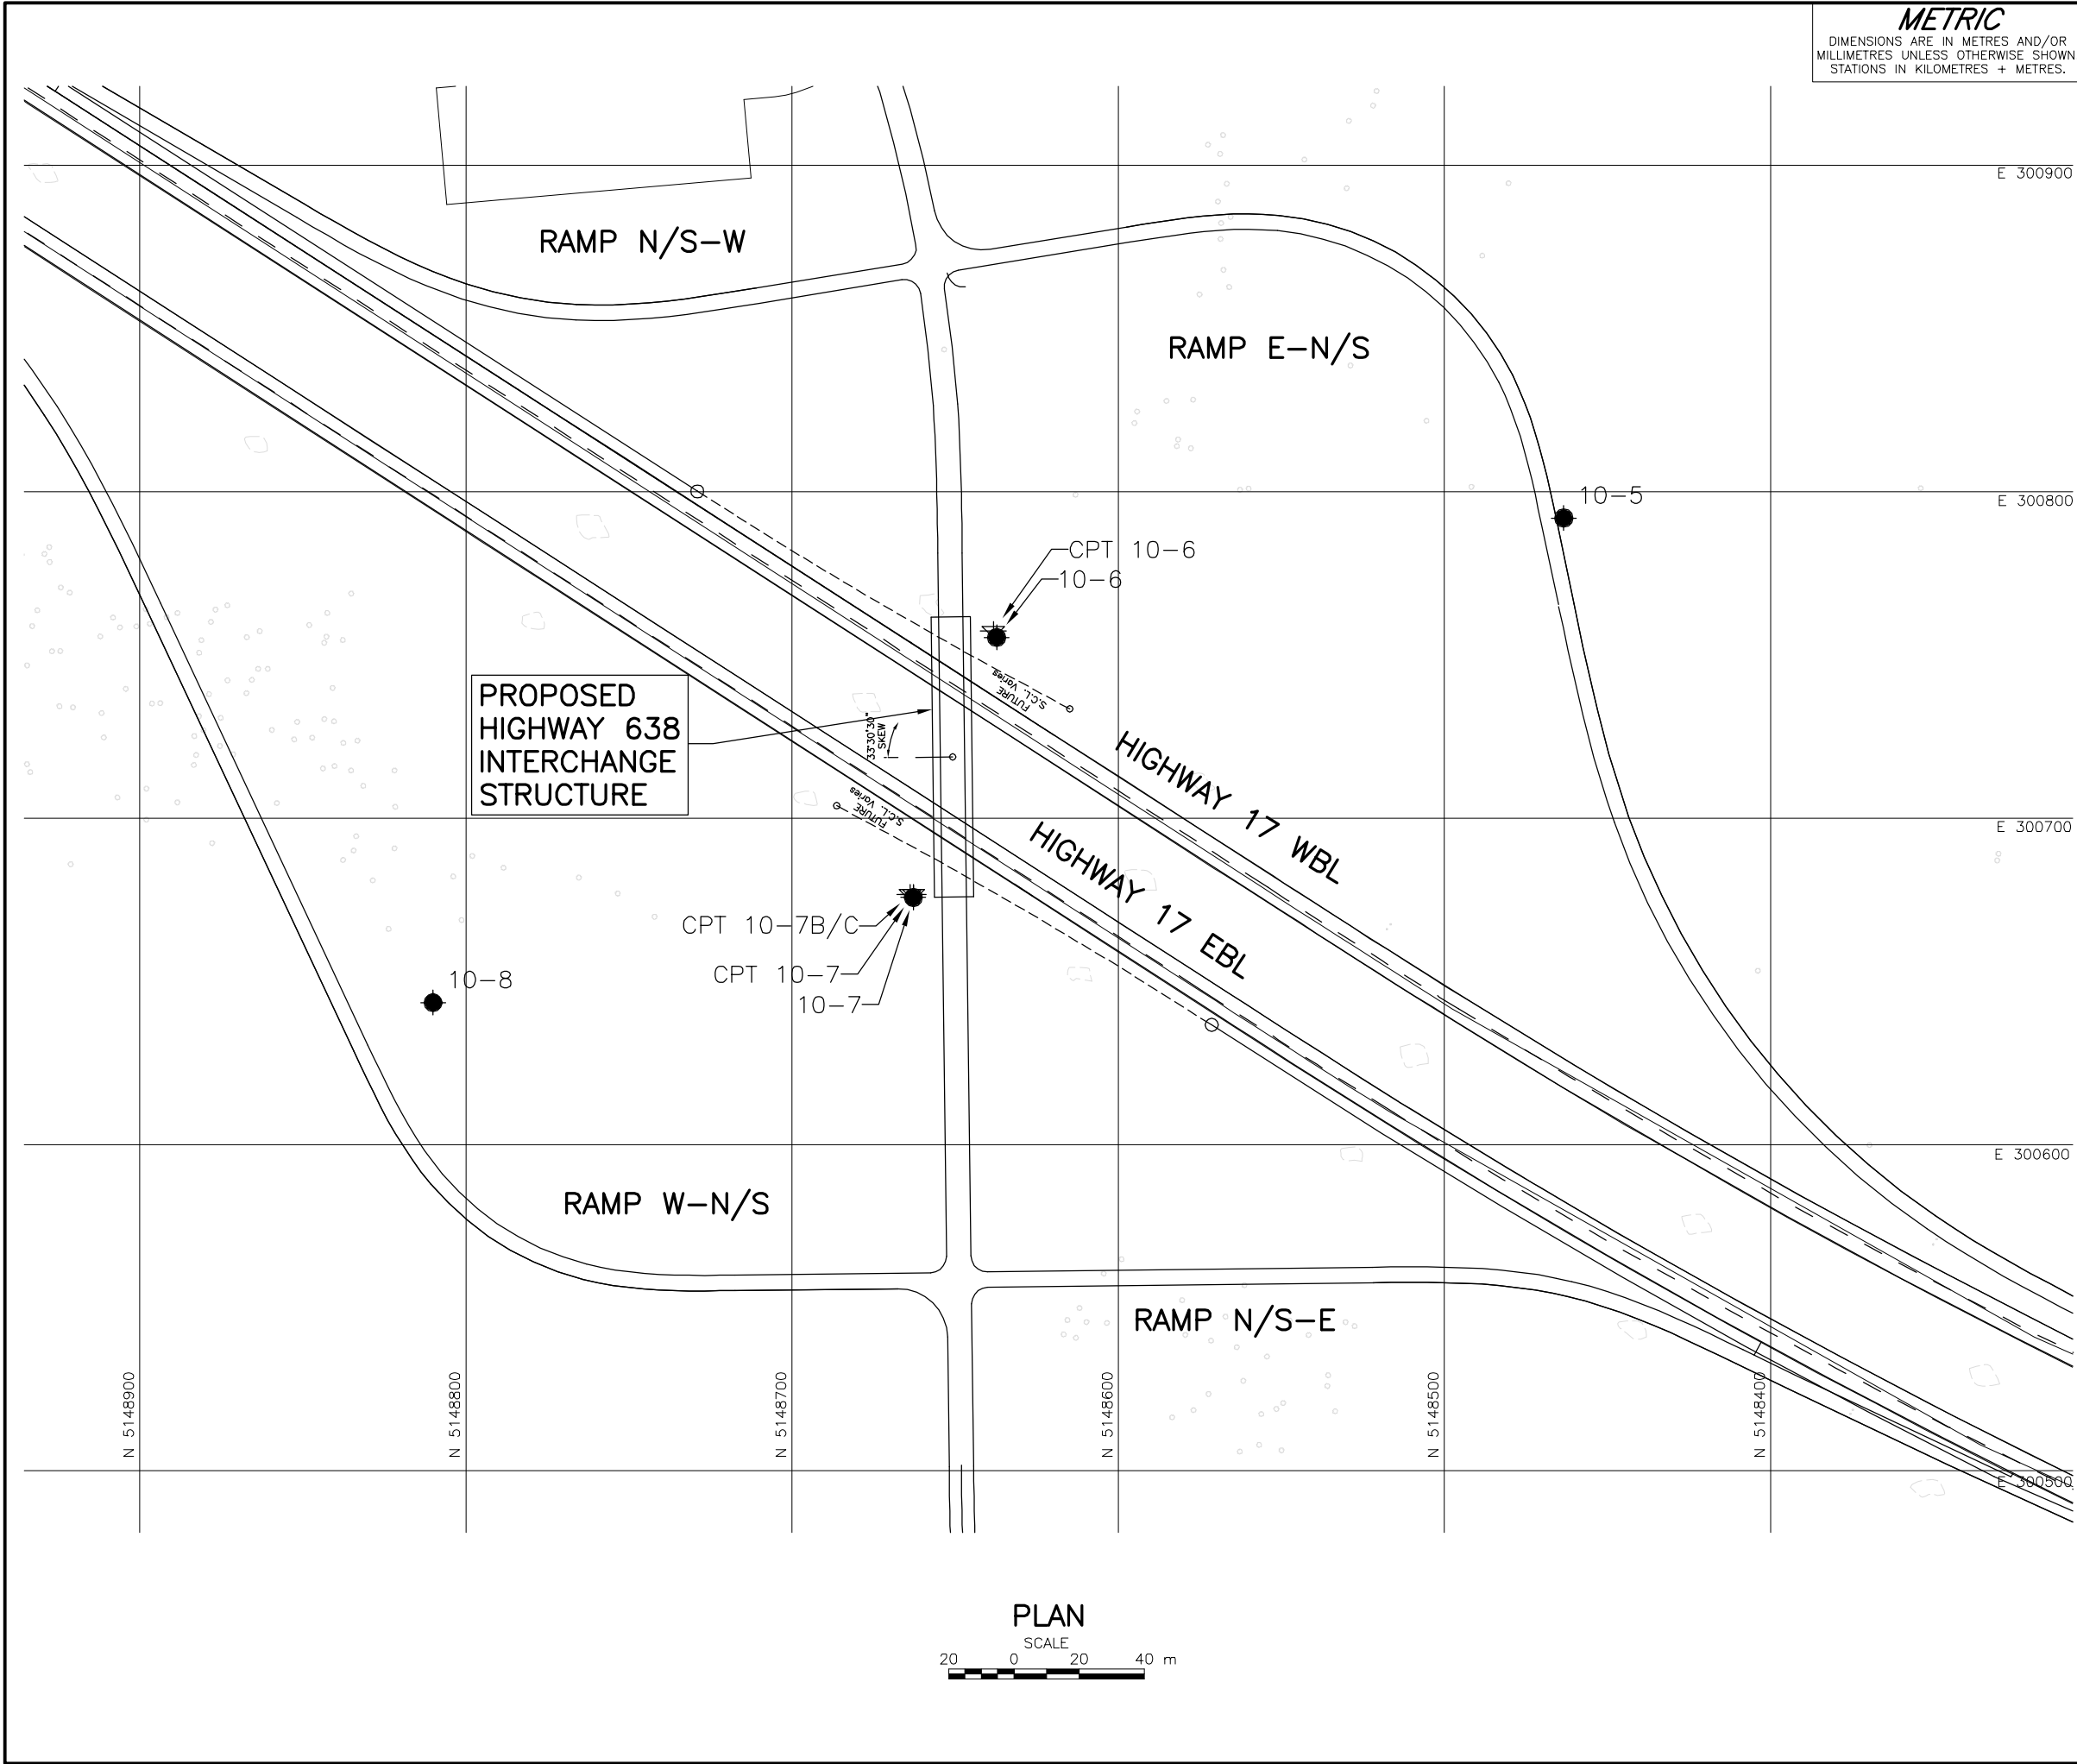 METRIC
DIMENSIONS ARE IN METRES AND/OR
MILLIMETRES UNLESS OTHERWISE SHOWN
STATIONS IN KILOMETRES + METRES.
E 300900
RAMP N/S-W
RAMP E-N/S
10-5
E 300800
CPT 10-6
10-6
PROPOSED
HIGHWAY 638
INTERCHANGE
STRUCTURE
33°30'30"
SKEW
FUTURE
S.C.L. Varies
FUTURE
S.C.L. Varies
HIGHWAY 17 WBL
HIGHWAY 17 EBL
E 300700
CPT 10-7B/C
CPT 10-7
10-7
10-8
E 300600
RAMP W-N/S
RAMP N/S-E
N 5148900
N 5148800
N 5148700
N 5148600
N 5148500
N 5148400
E 300500
PLAN
SCALE
20 0 20 40 m